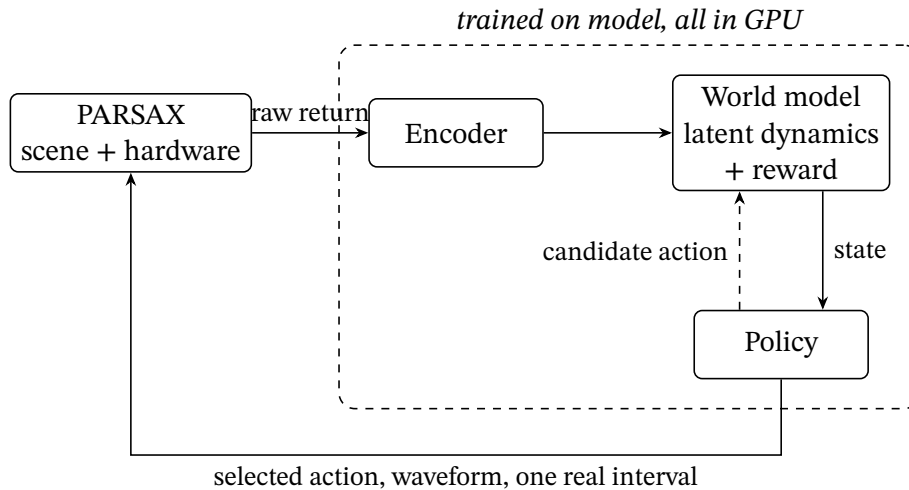 trained on model, all in GPU
PARSAX
scene + hardware
raw return
Encoder
World model
latent dynamics
+ reward
candidate action
state
Policy
selected action, waveform, one real interval